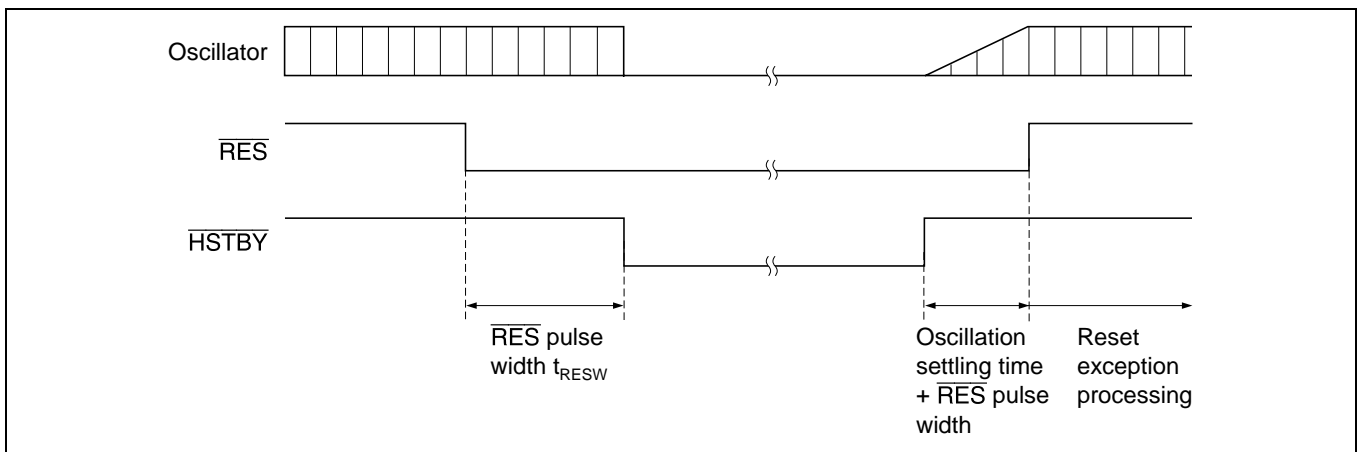 Oscillator
RES
HSTBY
RES pulse
width tRESW
Oscillation
settling time
+ RES pulse
width
Reset
exception
processing